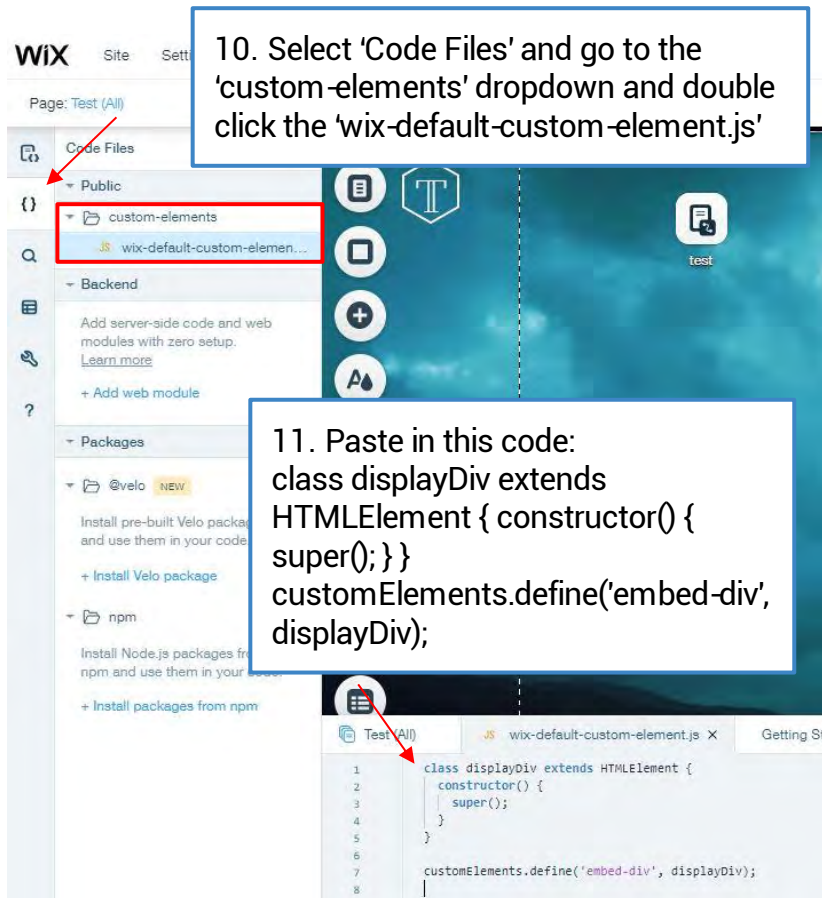 WiX Site
10. Select ‘Code Files’ and go to the
‘custom-elements’ dropdown and double
click the ‘wix-default-custom-element.js’
Page: Test (All)
Code Files
Public
{}
custom-elements
JS wix-default-custom-elemen...
Backend
Add server-side code and web
modules with zero setup.
Learn more
+ Add web module
?
T
test
A
Packages
@velo NEW
Install pre-built Velo
and use them in your code
+ Install Velo package
npm
Install Node.js packages
npm and use them in your
+ Install packages from npm
11. Paste in this code:
class displayDiv extends
HTMLElement { constructor() {
super(); } }
customElements.define('embed-div',
displayDiv);
Test (All) JS wix-default-custom-element.js X Getting
1 class displayDiv extends HTMLElement {
2 constructor() {
3 super();
4 }
5 }
6
7 customElements.define('embed-div', displayDiv);
8